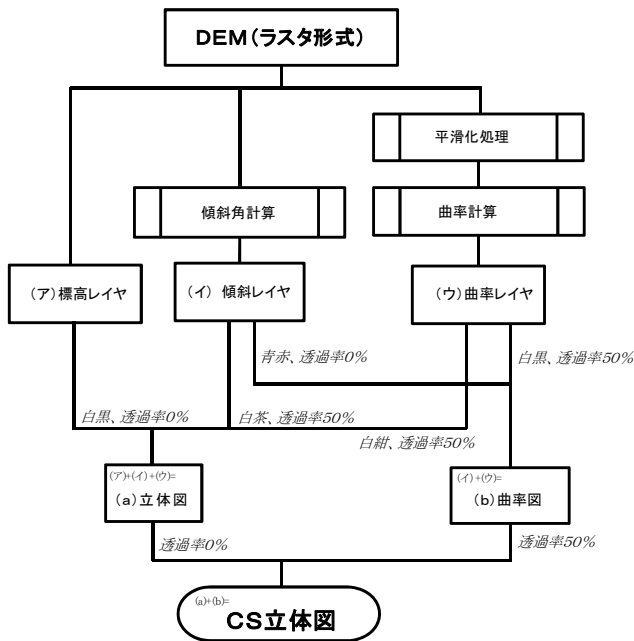 DEM(ラスタ形式)
平滑化処理
傾斜角計算
曲率計算
(ア)標高レイヤ
(イ) 傾斜レイヤ
(ウ)曲率レイヤ
青赤、透過率0%
白黒、透過率50%
白黒、透過率0%
白茶、透過率50%
白紺、透過率50%
(ア)+(イ)+(ウ)=
(a)立体図
(イ)+(ウ)=
(b)曲率図
透過率0%
透過率50%
(a)+(b)=
CS立体図